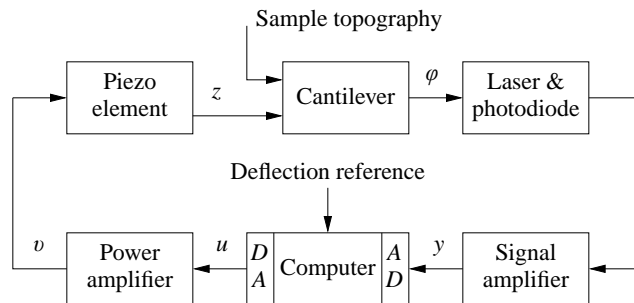 Sample topography
Piezo
element
z
Cantilever
φ
Laser &
photodiode
Deflection reference
υ
Power
amplifier
u
D
A
Computer
A
D
y
Signal
amplifier